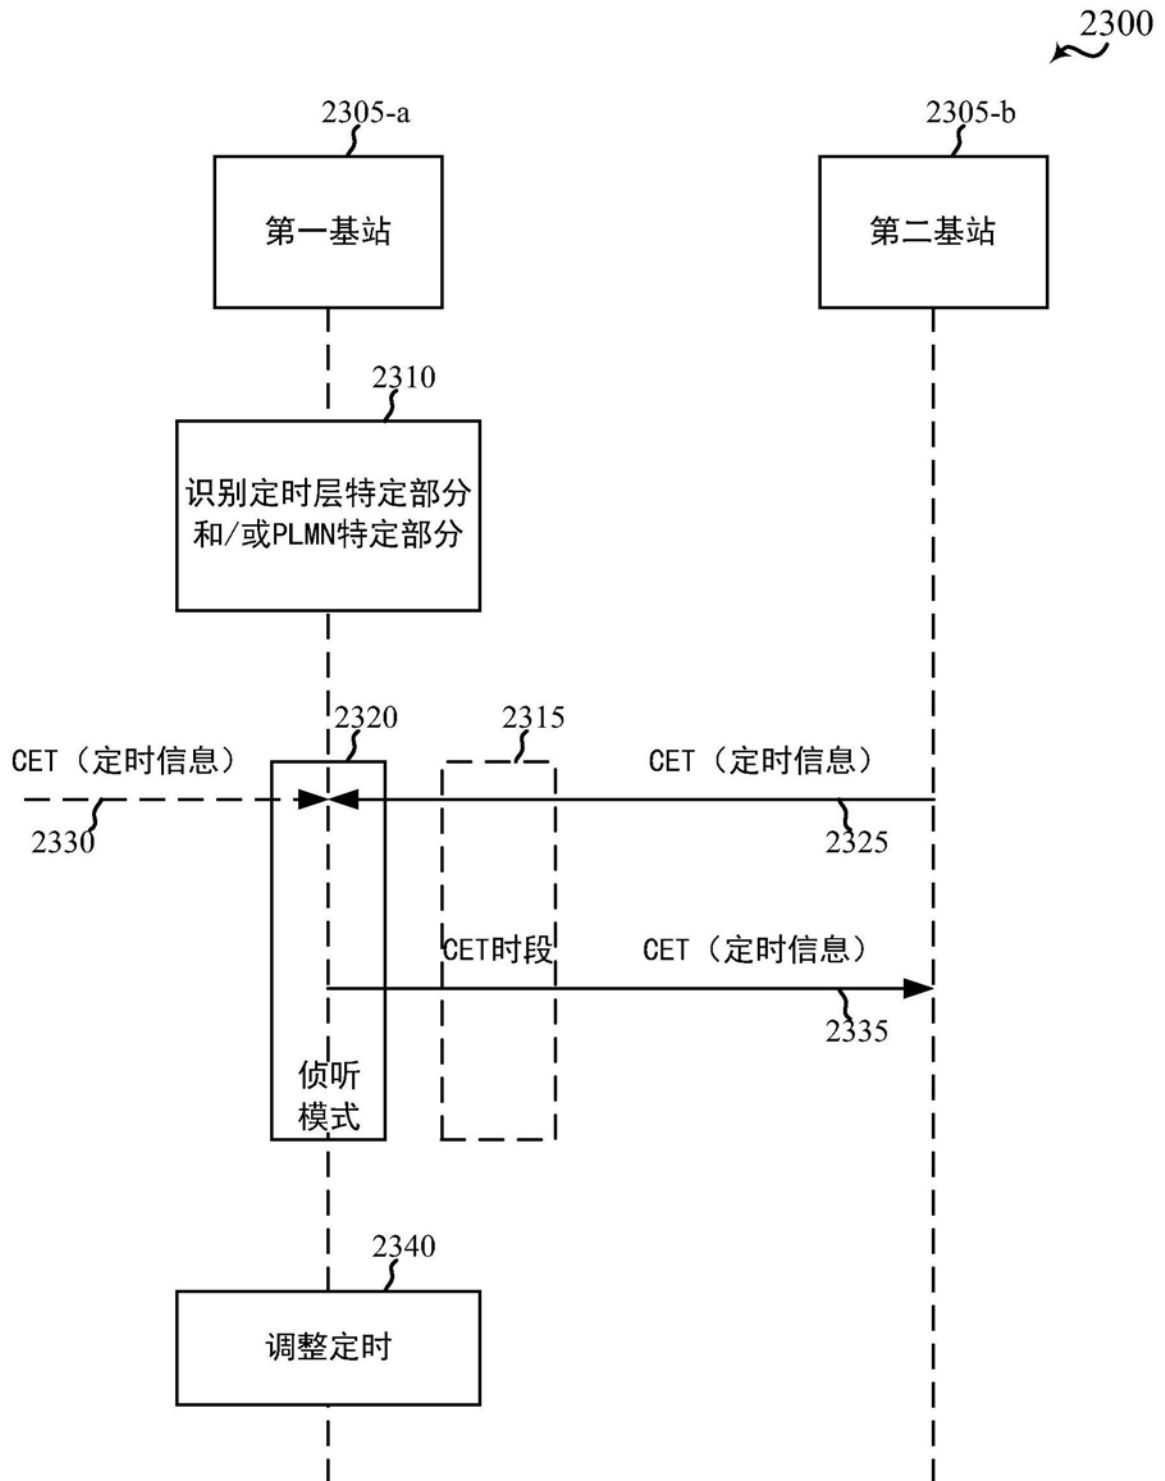 2300
2305-a
2305-b
第一基站
第二基站
2310
识别定时层特定部分
和/或PLMN特定部分
2320
2315
CET（定时信息）
CET（定时信息）
2330
2325
CET时段
CET（定时信息）
2335
侦听
模式
2340
调整定时